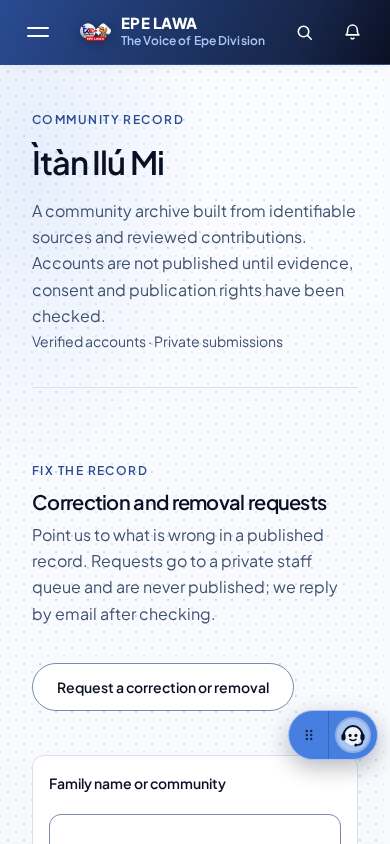 EPE LAWA
The Voice of Epe Division
COMMUNITY RECORD
Ìtàn Ilú Mi
A community archive built from identifiable
sources and reviewed contributions.
Accounts are not published until evidence,
consent and publication rights have been
checked.
Verified accounts · Private submissions
FIX THE RECORD
Correction and removal requests
Point us to what is wrong in a published
record. Requests go to a private staff
queue and are never published; we reply
by email after checking.
Request a correction or removal
Family name or community